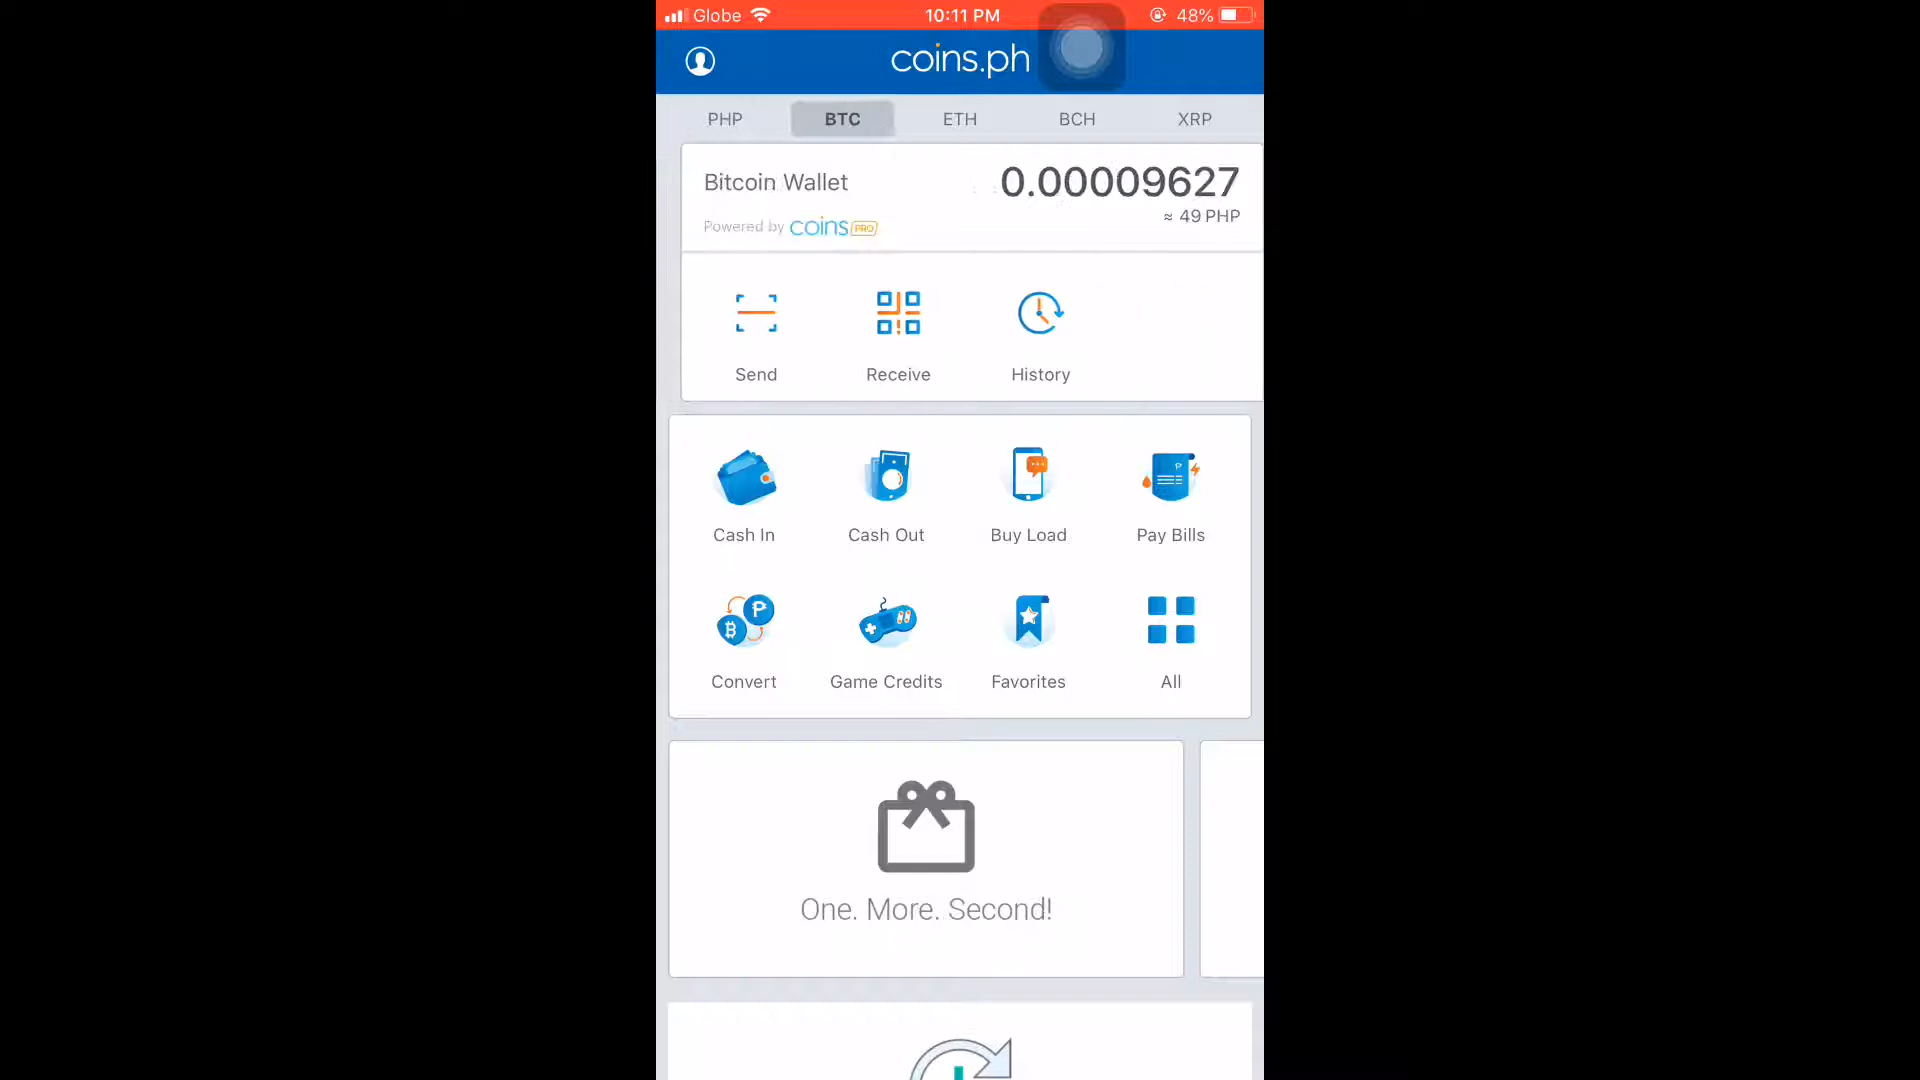 Globe 10:11 PM 48%
coins.ph
PHP BTC ETH BCH XRP
Bitcoin Wallet 0.00009627
≈ 49 PHP
Powered by coins PRO
Send Receive History
Cash In Cash Out Buy Load Pay Bills
Convert Game Credits Favorites All
One. More. Second!